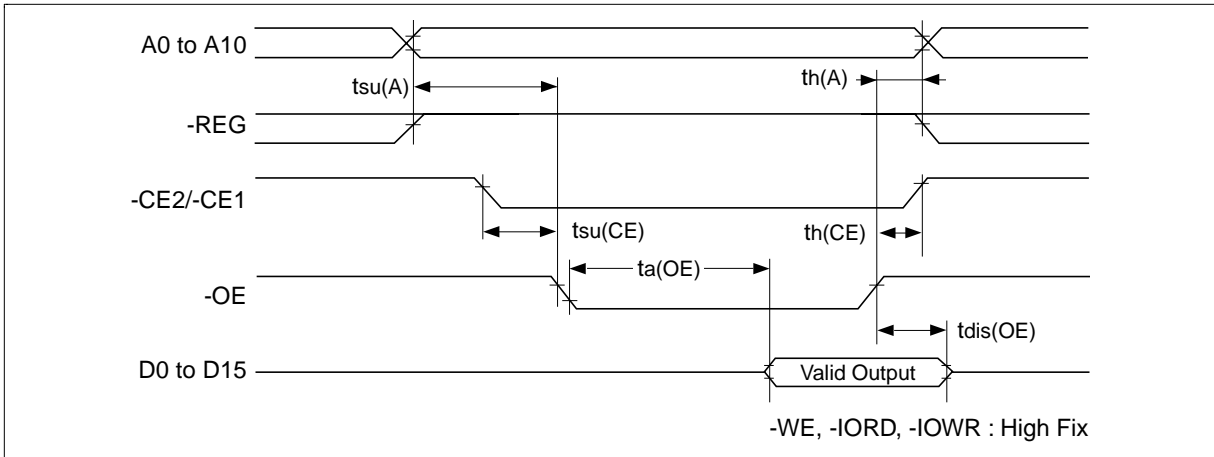 A0 to A10
tsu(A)
th(A)
-REG
-CE2/-CE1
tsu(CE)
th(CE)
ta(OE)
-OE
tdis(OE)
D0 to D15
Valid Output
-WE, -IORD, -IOWR : High Fix